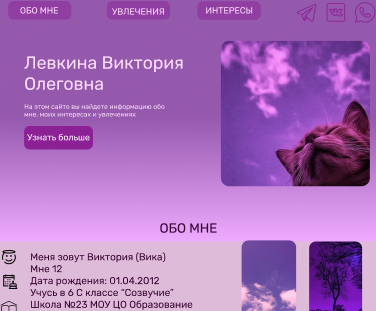 ОБО МНЕ
УВЛЕЧЕНИЯ
ИНТЕРЕСЫ
Левкина Виктория
Олеговна
На этом сайте вы найдете информацию обо
мне, моих интересах и увлечениях
Узнать больше
ОБО МНЕ
Меня зовут Виктория (Вика)
Мне 12
Дата рождения: 01.04.2012
Учусь в 6 С классе "Созвучие"
Школа №23 МОУ ЦО Образование